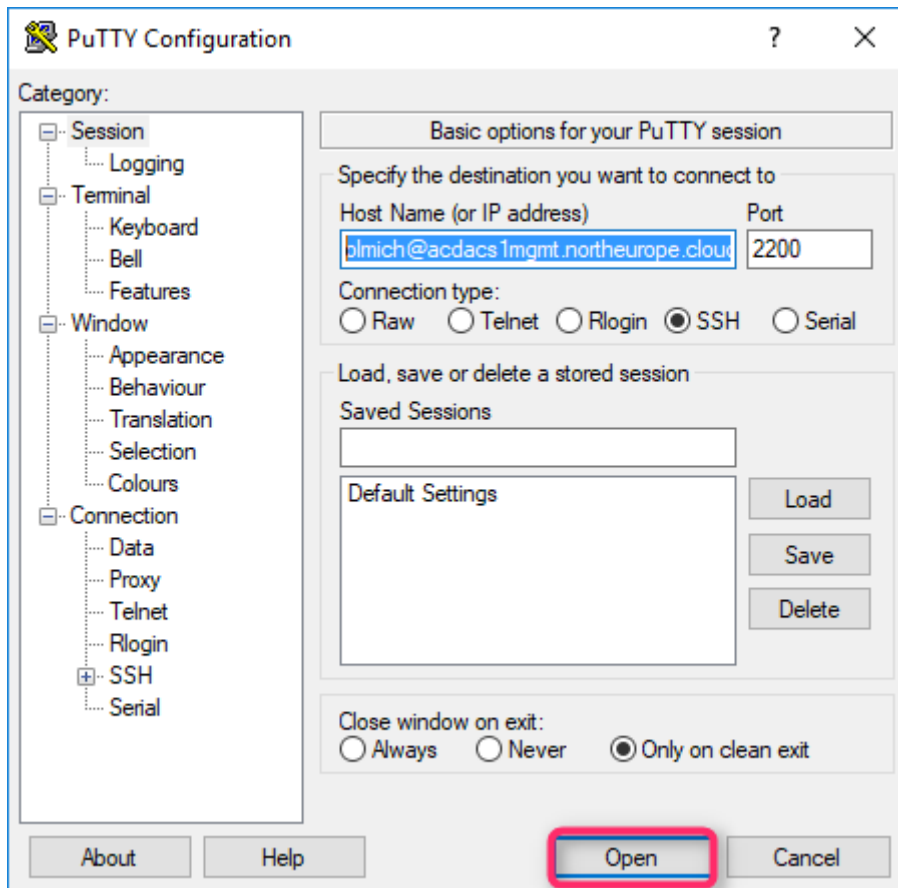 PuTTY Configuration
?
Category:
Session
Logging
Terminal
Keyboard
Bell
Features
Window
Appearance
Behaviour
Translation
Selection
Colours
Connection
Data
Proxy
Telnet
Rlogin
SSH
Serial
Basic options for your PuTTY session
Specify the destination you want to connect to
Host Name (or IP address) Port
olmich@acdacs1mgmt.northeurope.cloud 2200
Connection type:
Raw Telnet Rlogin SSH Serial
Load, save or delete a stored session
Saved Sessions
Default Settings
Load
Save
Delete
Close window on exit:
Always Never Only on clean exit
About Help Open Cancel